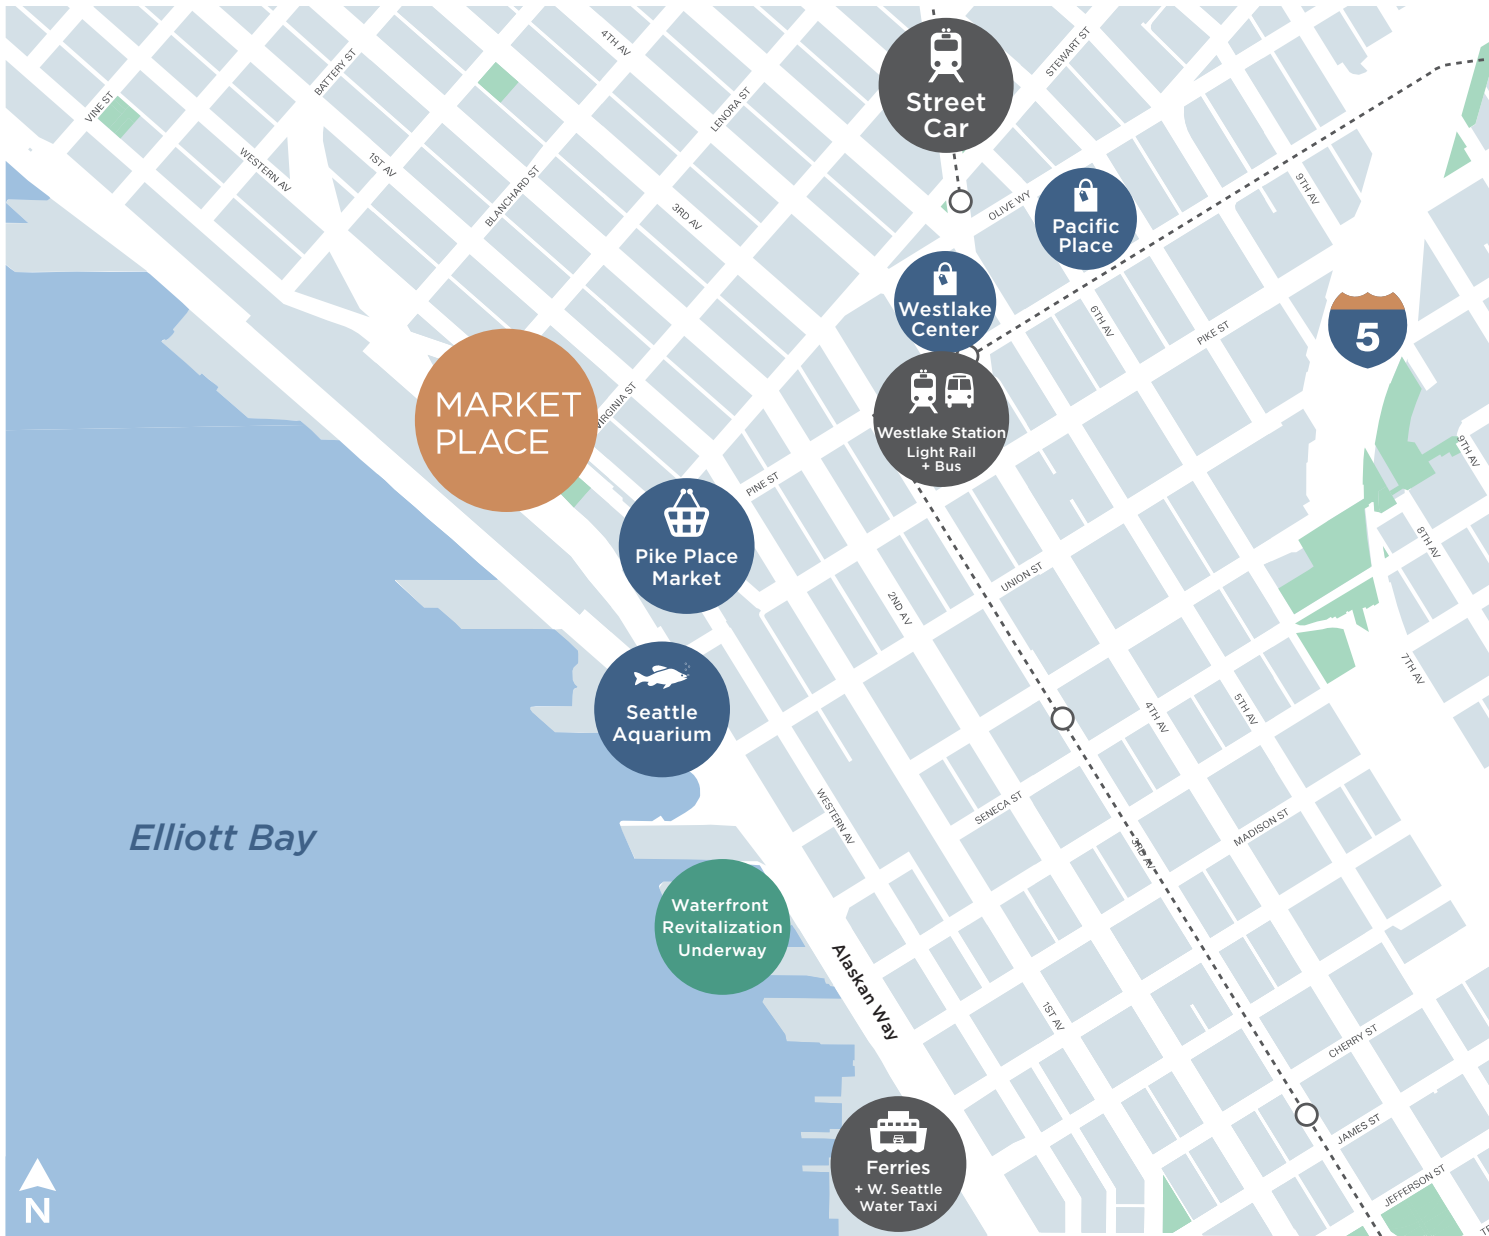 4TH AV
STEWART ST
BATTERY ST
VINE ST
LENORA ST
Street
Car
WESTERN AV
1ST AV
BLANCHARD ST
3RD AV
OLIVE WY
9TH AV
Pacific
Place
Westlake
Center
6TH AV
PIKE ST
5
MARKET
PLACE
VIRGINIA ST
Westlake Station
Light Rail
+ Bus
9TH AV
PINE ST
Pike Place
Market
8TH AV
UNION ST
2ND AV
7TH AV
Seattle
Aquarium
5TH AV
4TH AV
Elliott Bay
WESTERN AV
SENECA ST
MADISON ST
3RD AV
Waterfront
Revitalization
Underway
Alaskan Way
1ST AV
CHERRY ST
JAMES ST
Ferries
+ W. Seattle
Water Taxi
JEFFERSON ST
N